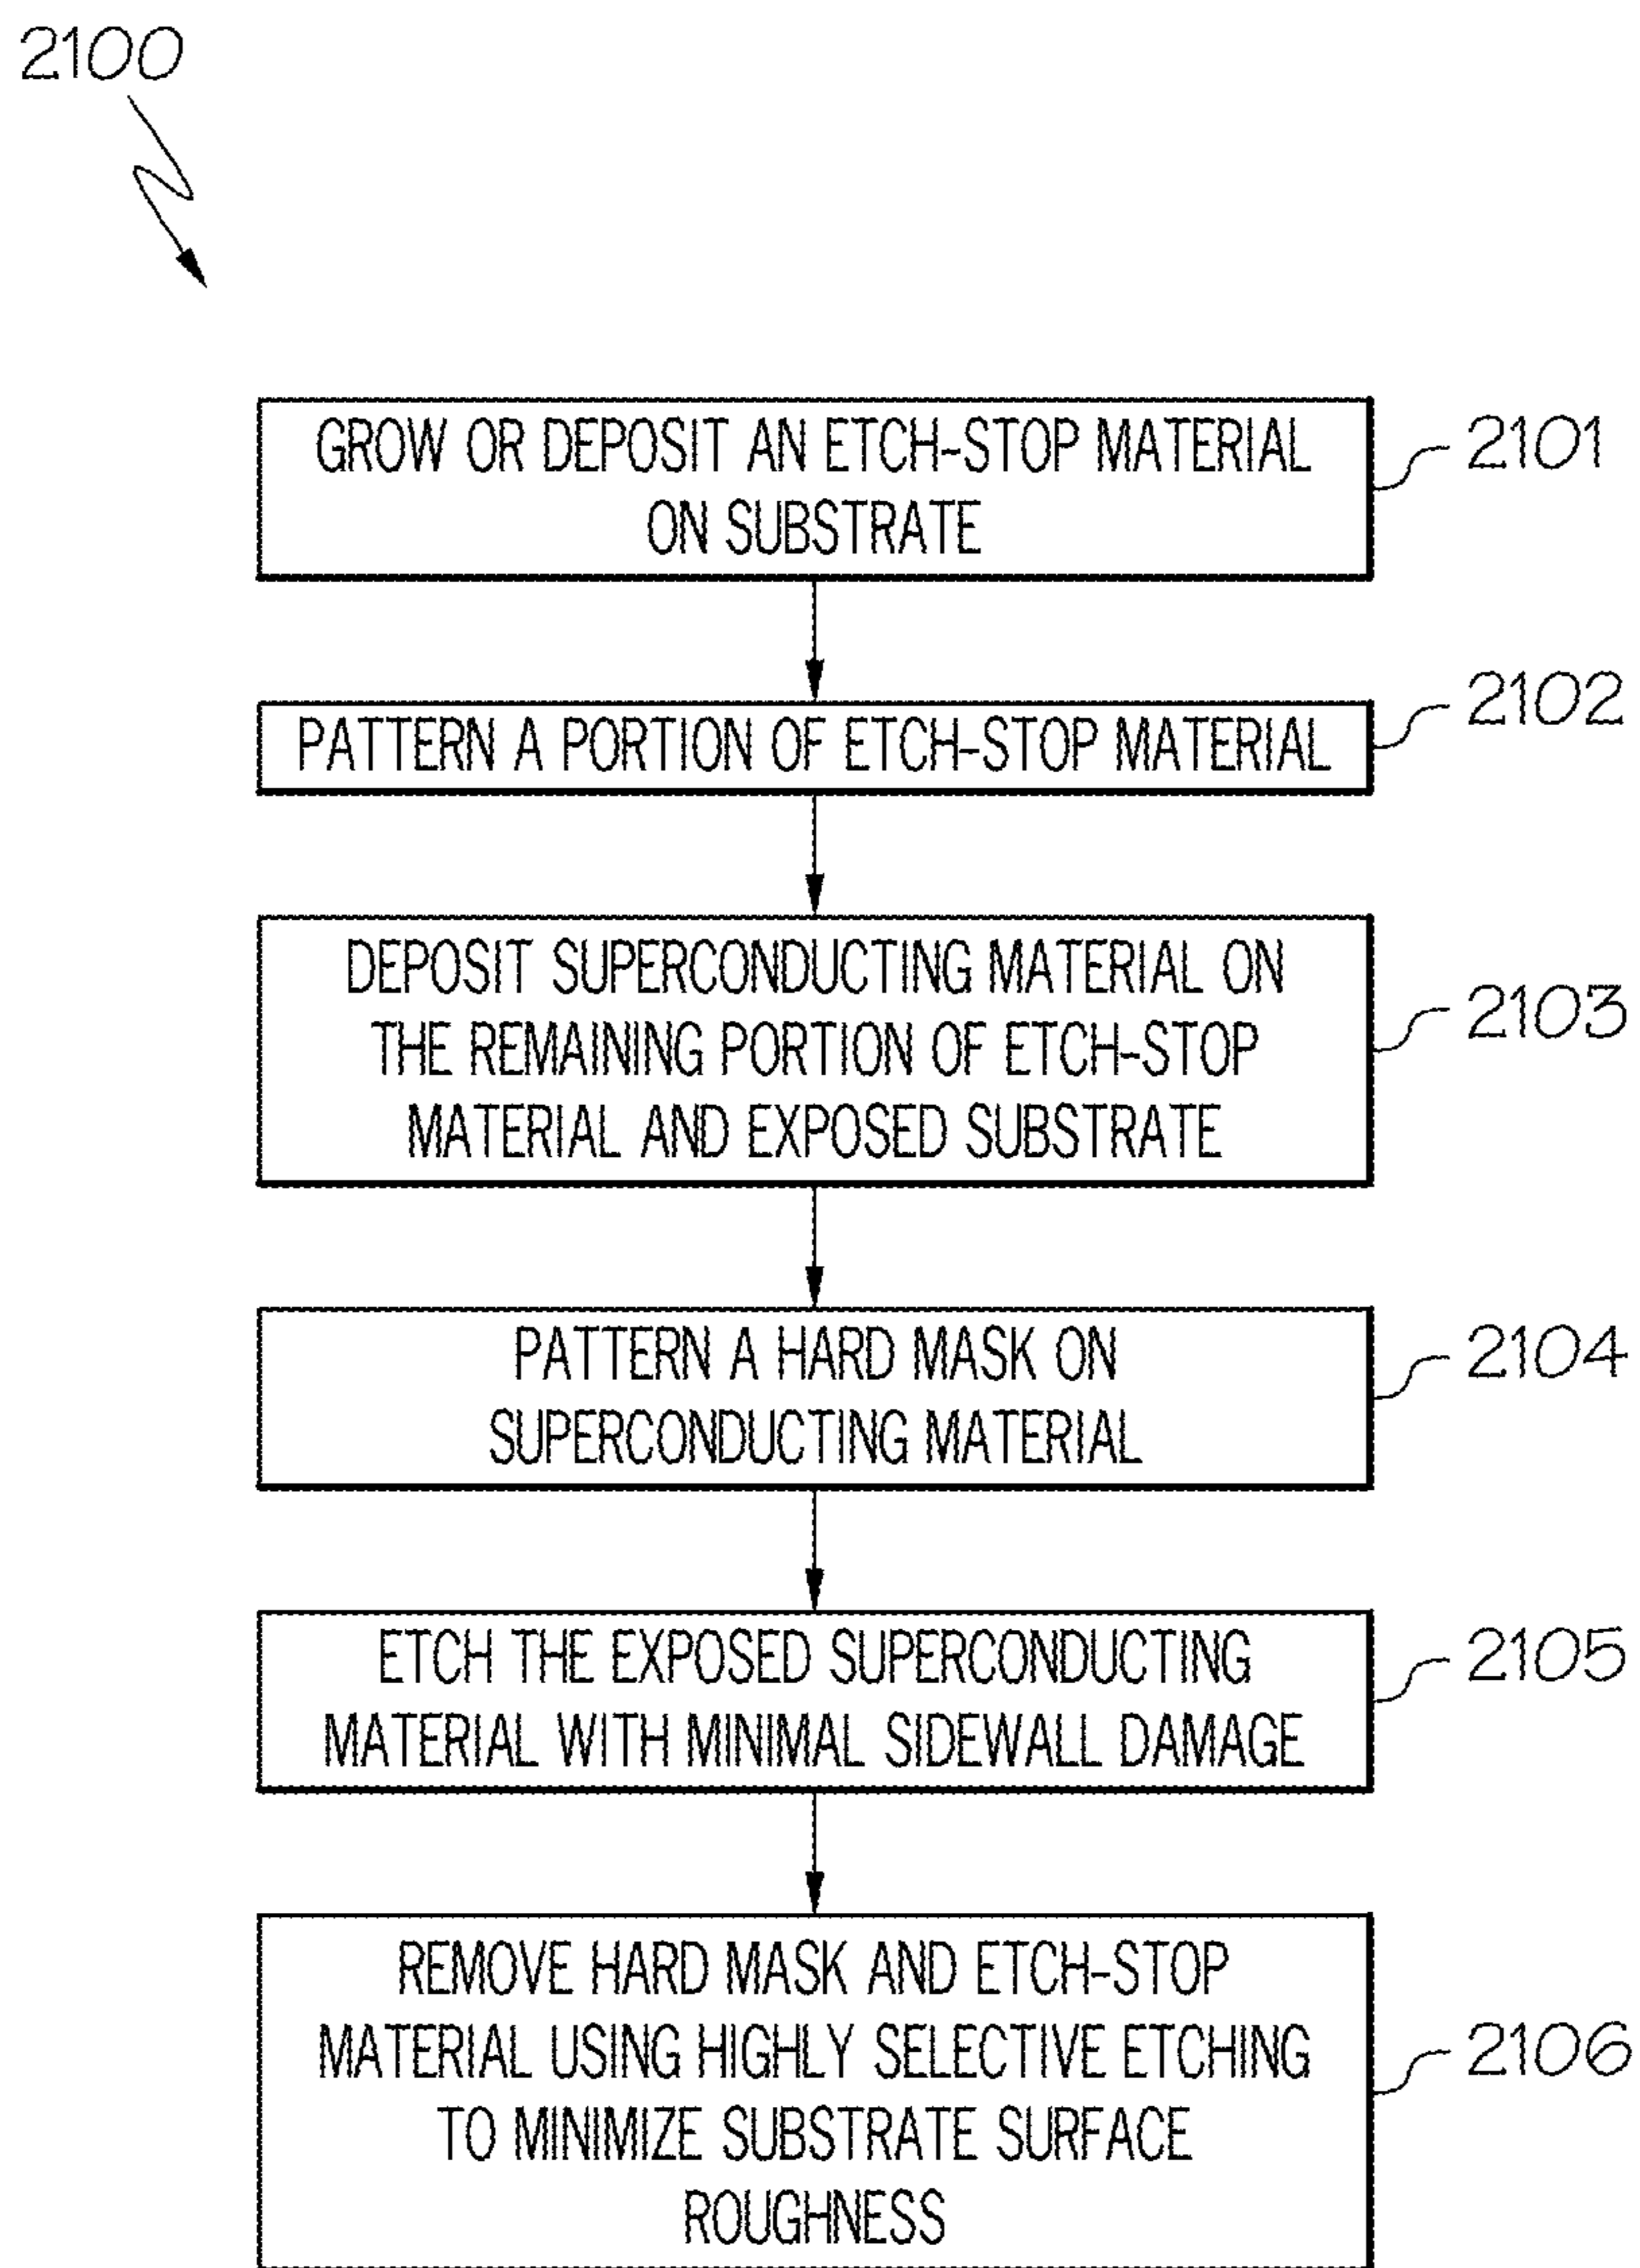 2100
GROW OR DEPOSIT AN ETCH-STOP MATERIAL
ON SUBSTRATE
2101
PATTERN A PORTION OF ETCH-STOP MATERIAL
2102
DEPOSIT SUPERCONDUCTING MATERIAL ON
THE REMAINING PORTION OF ETCH-STOP
MATERIAL AND EXPOSED SUBSTRATE
2103
PATTERN A HARD MASK ON
SUPERCONDUCTING MATERIAL
2104
ETCH THE EXPOSED SUPERCONDUCTING
MATERIAL WITH MINIMAL SIDEWALL DAMAGE
2105
REMOVE HARD MASK AND ETCH-STOP
MATERIAL USING HIGHLY SELECTIVE ETCHING
TO MINIMIZE SUBSTRATE SURFACE
ROUGHNESS
2106